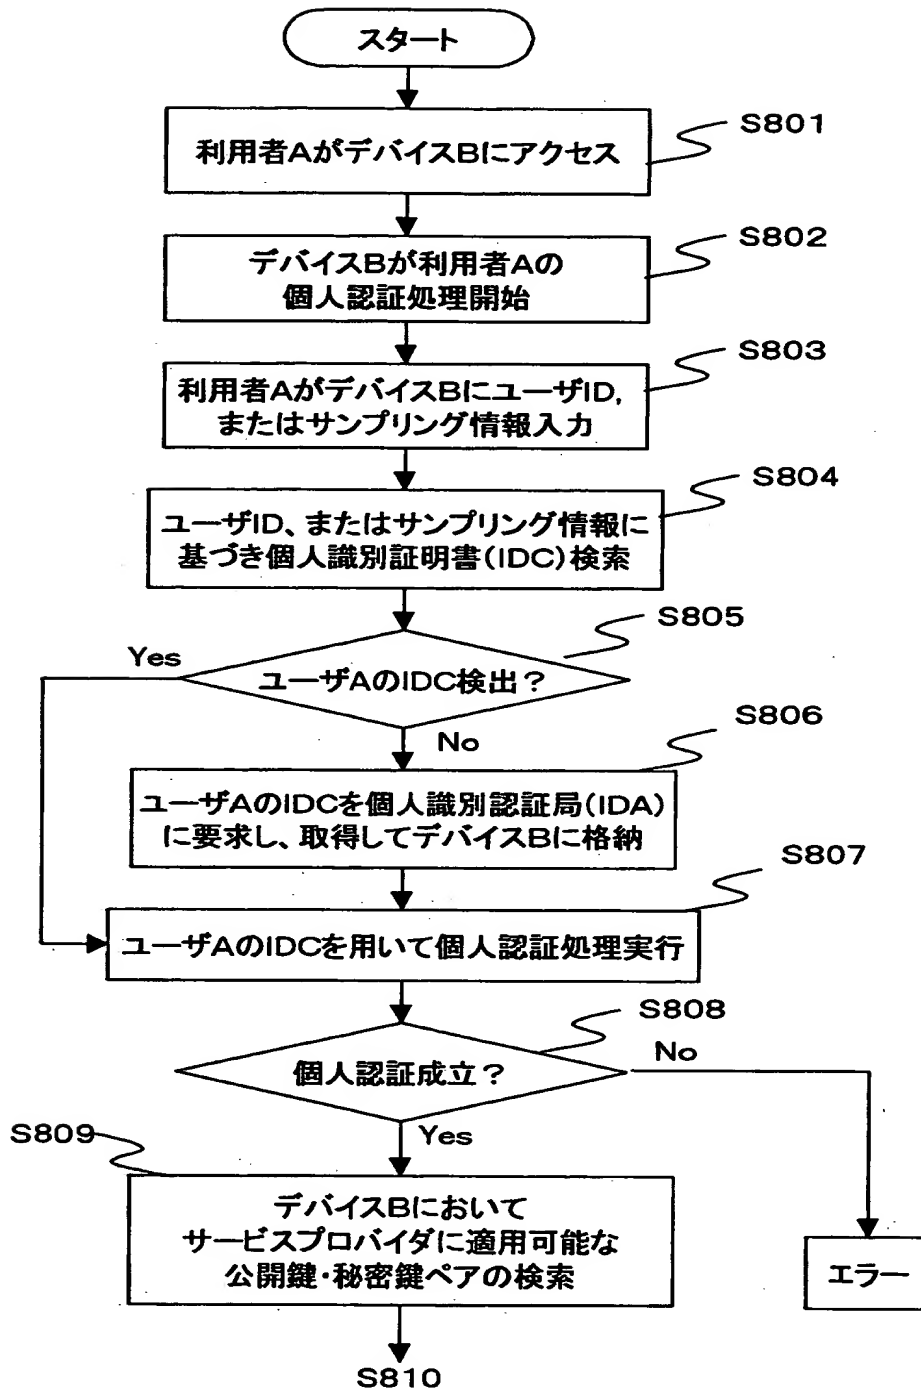 スタート
S801
利用者AがデバイスBにアクセス
S802
デバイスBが利用者Aの
個人認証処理開始
S803
利用者AがデバイスBにユーザID,
またはサンプリング情報入力
S804
ユーザID、またはサンプリング情報に
基づき個人識別証明書(IDC)検索
S805
Yes
ユーザAのIDC検出?
No
S806
ユーザAのIDCを個人識別認証局(IDA)
に要求し、取得してデバイスBに格納
S807
ユーザAのIDCを用いて個人認証処理実行
S808
個人認証成立?
No
Yes
S809
デバイスBにおいて
サービスプロバイダに適用可能な
公開鍵・秘密鍵ペアの検索
エラー
S810